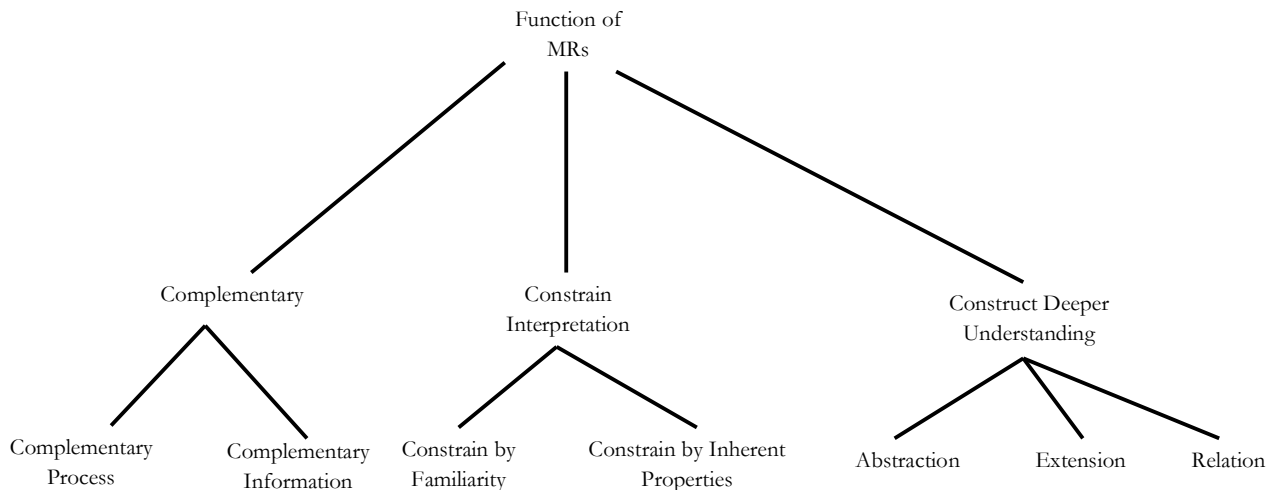 Function of
MRs
Complementary
Constrain
Interpretation
Construct Deeper
Understanding
Complementary
Process
Complementary
Information
Constrain by
Familiarity
Constrain by Inherent
Properties
Abstraction
Extension
Relation